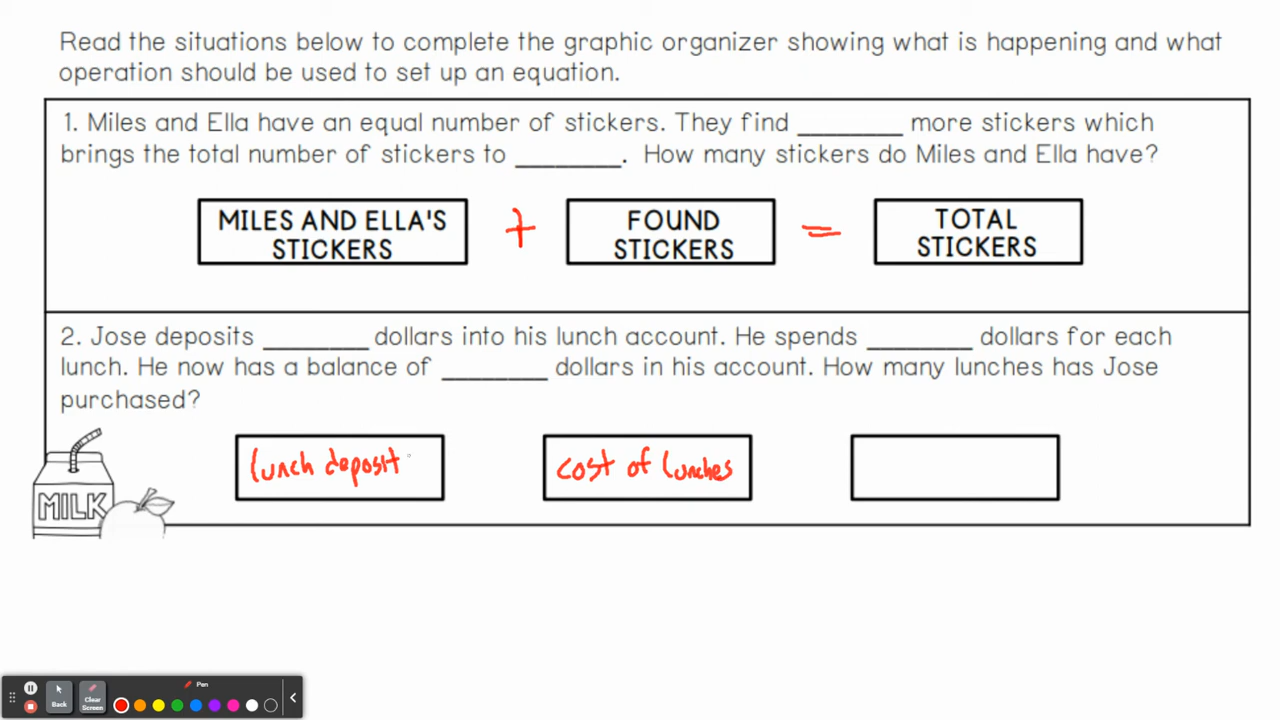 Read the situations below to complete the graphic organizer showing what is happening and what
operation should be used to set up an equation.
1. Miles and Ella have an equal number of stickers. They find ________ more stickers which
brings the total number of stickers to ________. How many stickers do Miles and Ella have?
MILES AND ELLA'S
STICKERS
+
FOUND
STICKERS
=
TOTAL
STICKERS
2. Jose deposits ________ dollars into his lunch account. He spends ________ dollars for each
lunch. He now has a balance of ________ dollars in his account. How many lunches has Jose
purchased?
lunch deposit
cost of lunches
MILK
Pen
Back
Clear
Screen